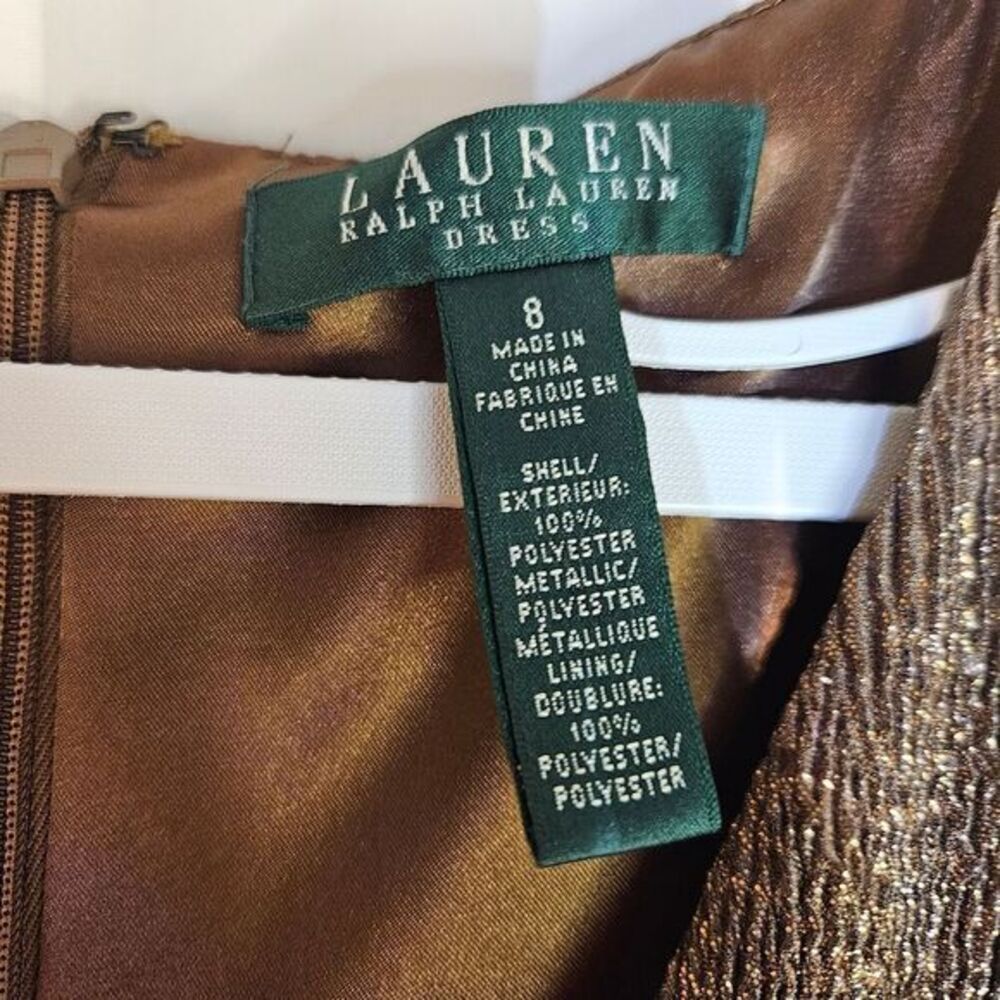 LAUREN
RALPH LAUREN
DRESS
8
MADE IN
CHINA
FABRIQUE EN
CHINE
SHELL/
EXTERIEUR:
100%
POLYESTER
METALLIC/
POLYESTER
MÉTALLIQUE
LINING/
DOUBLURE:
100%
POLYESTER/
POLYESTER